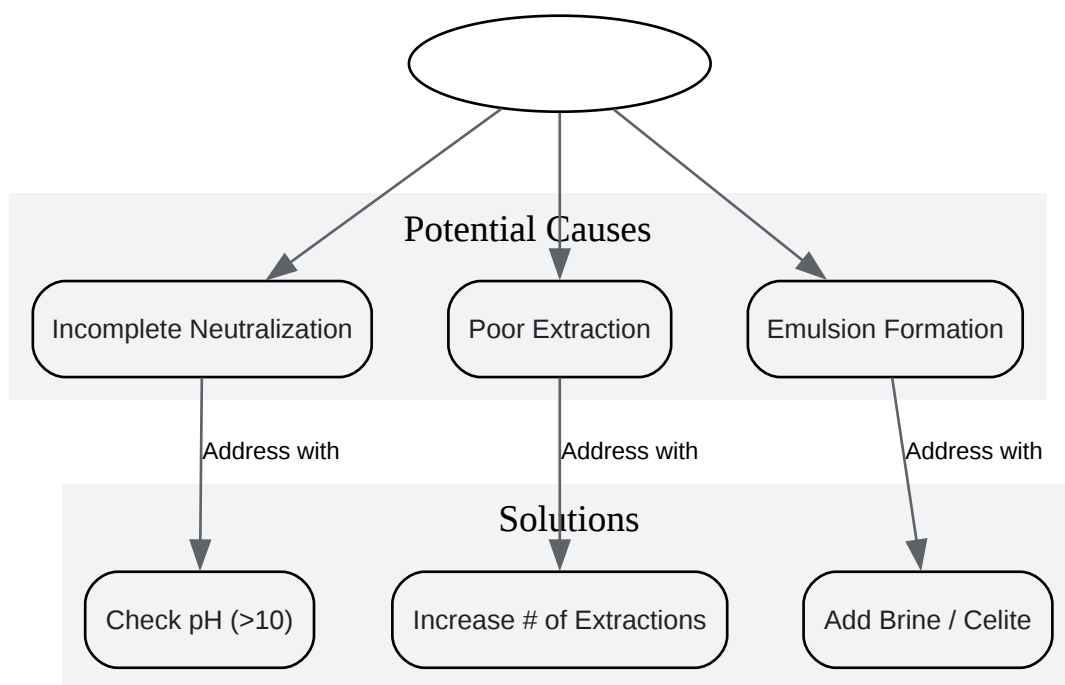 Potential Causes
Incomplete Neutralization
Poor Extraction
Emulsion Formation
Address with
Address with
Address with
Solutions
Check pH (>10)
Increase # of Extractions
Add Brine / Celite